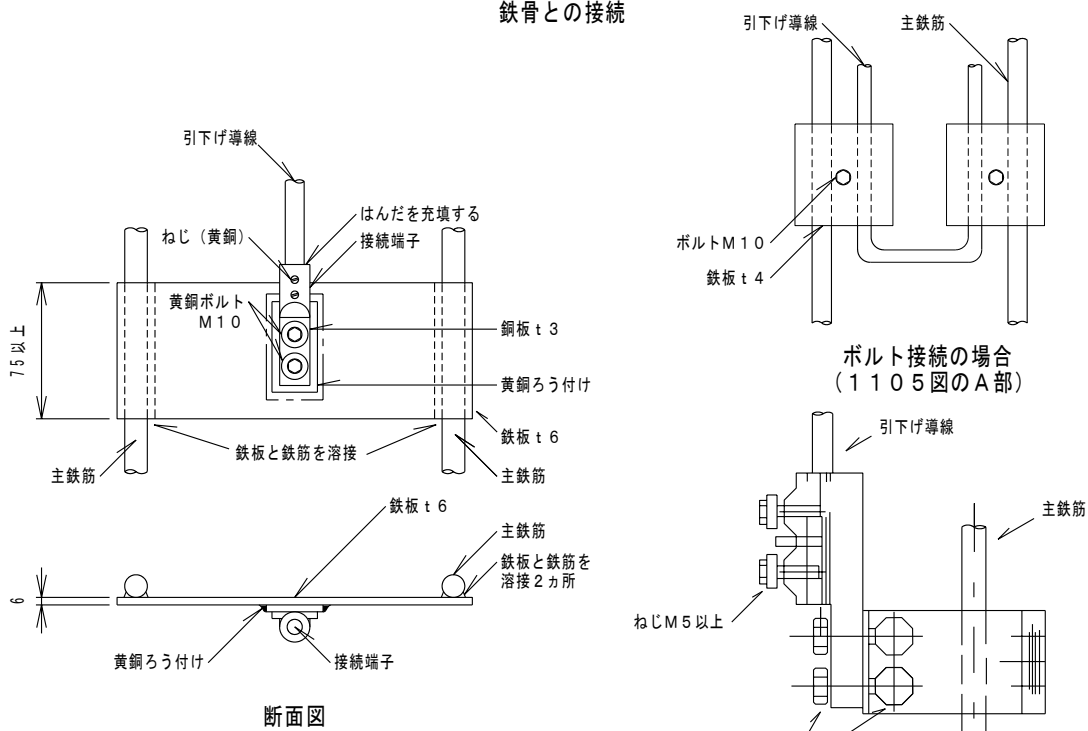 鉄骨との接続
引下げ導線
はんだを充填する
ねじ（黄銅）
接続端子
黄銅ボルト
Ｍ１０
銅板ｔ３
７５以上
黄銅ろう付け
鉄板ｔ６
鉄板と鉄筋を溶接
主鉄筋
主鉄筋
鉄板ｔ６
主鉄筋
鉄板と鉄筋を
溶接２ヵ所
６
黄銅ろう付け
接続端子
断面図
引下げ導線
主鉄筋
ボルトＭ１０
鉄板ｔ４
ボルト接続の場合
（１１０５図のＡ部）
引下げ導線
主鉄筋
ねじＭ５以上